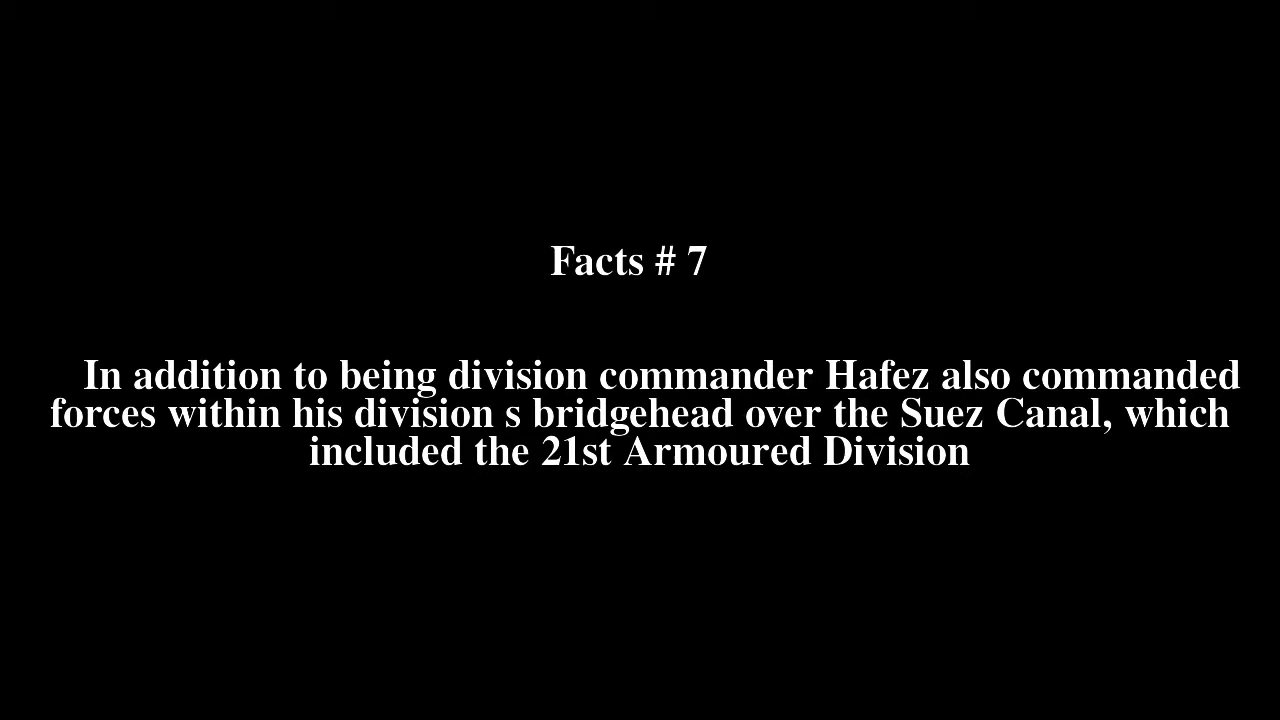 Facts # 7
In addition to being division commander Hafez also commanded
forces within his division s bridgehead over the Suez Canal, which
included the 21st Armoured Division